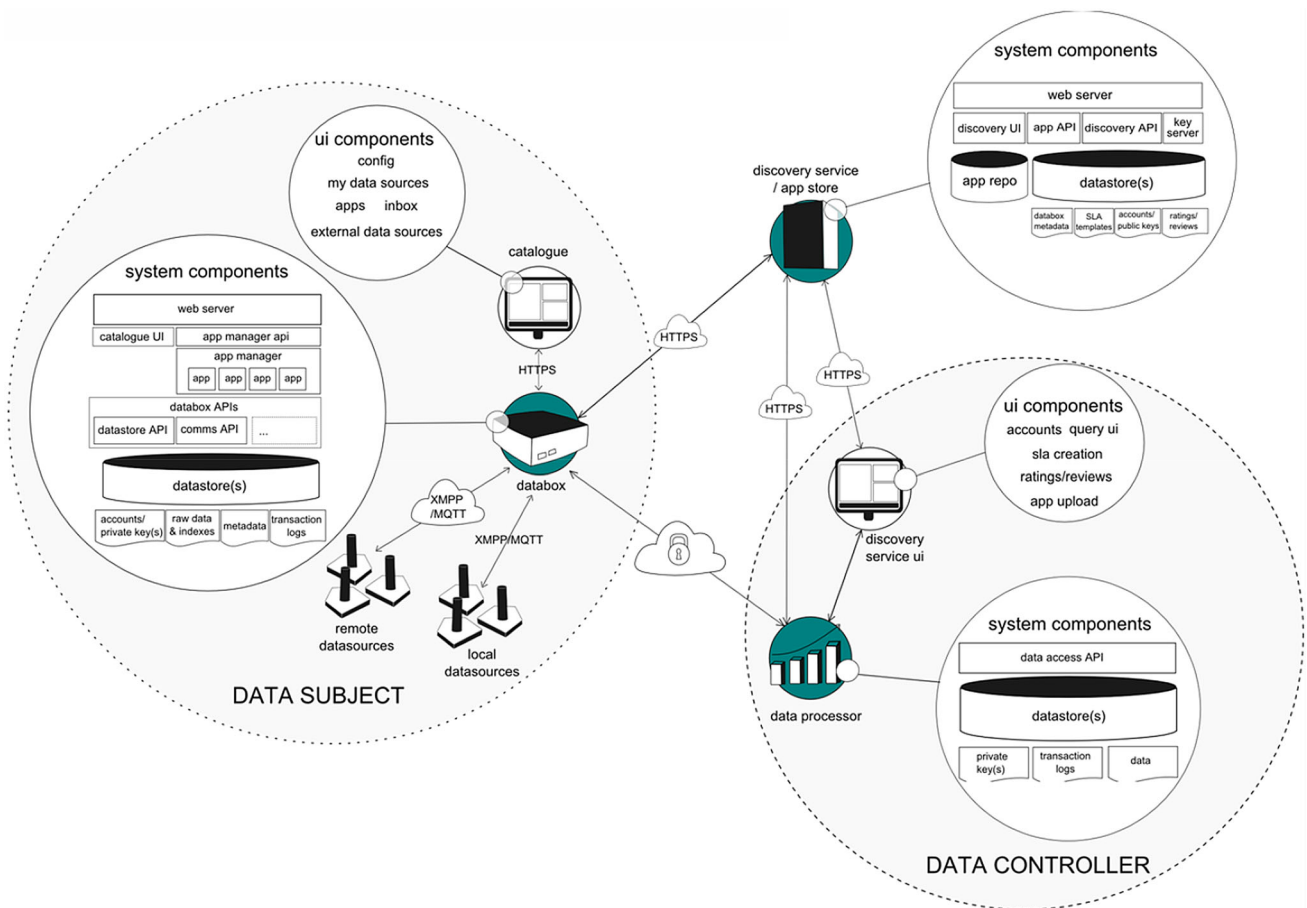 ui components
config
my data sources
apps inbox
external data sources
system components
web server
catalogue UI
app manager api
app manager
app app app app
databox APIs
datastore API
comms API
...
datastore(s)
accounts/
private key(s)
raw data
& indexes
metadata
transaction
logs
catalogue
HTTPS
databox
XMPP
/MQTT
XMPP/MQTT
remote
datasources
local
datasources
DATA SUBJECT
discovery service
/ app store
HTTPS
HTTPS
HTTPS
system components
web server
discovery UI
app API
discovery API
key
server
app repo
datastore(s)
databox
metadata
SLA
templates
accounts/
public keys
ratings/
reviews
ui components
accounts query ui
sla creation
ratings/reviews
app upload
discovery
service ui
data processor
system components
data access API
datastore(s)
private
key(s)
transaction
logs
data
DATA CONTROLLER